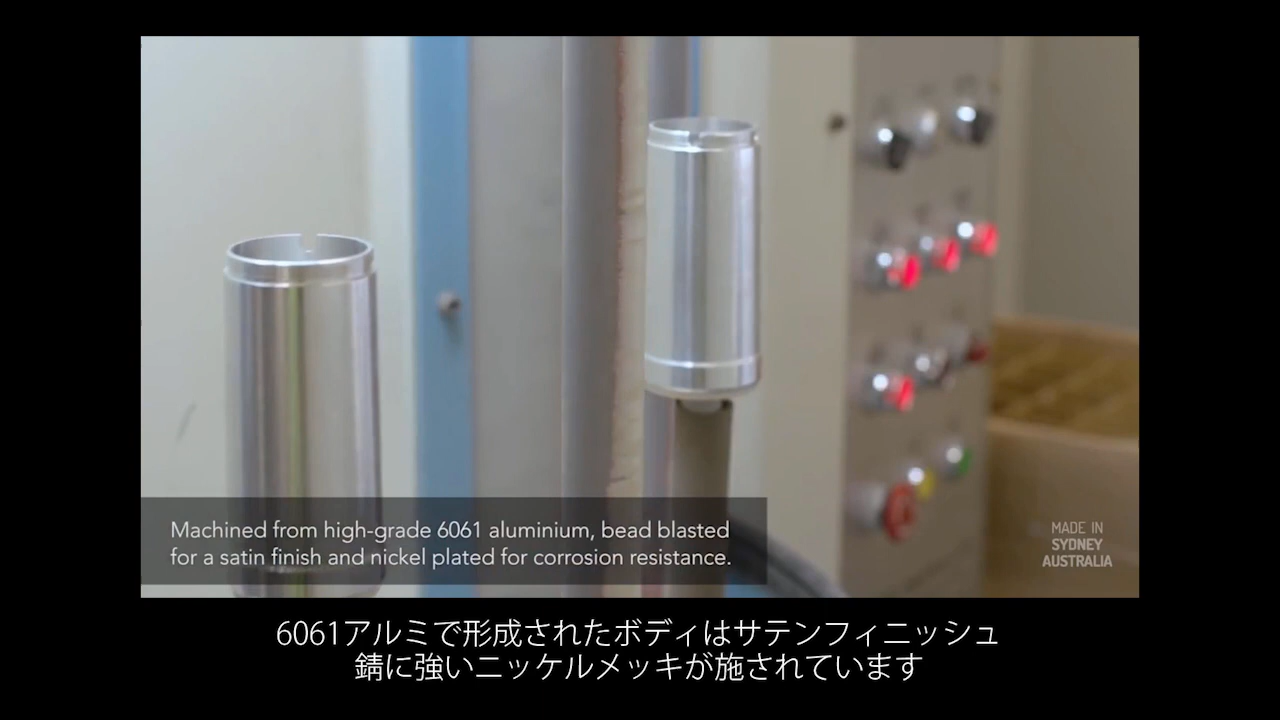 Machined from high-grade 6061 aluminium, bead blasted
for a satin finish and nickel plated for corrosion resistance.
MADE IN
SYDNEY
AUSTRALIA
6061アルミで形成されたボディはサテンフィニッシュ
錆に強いニッケルメッキが施されています